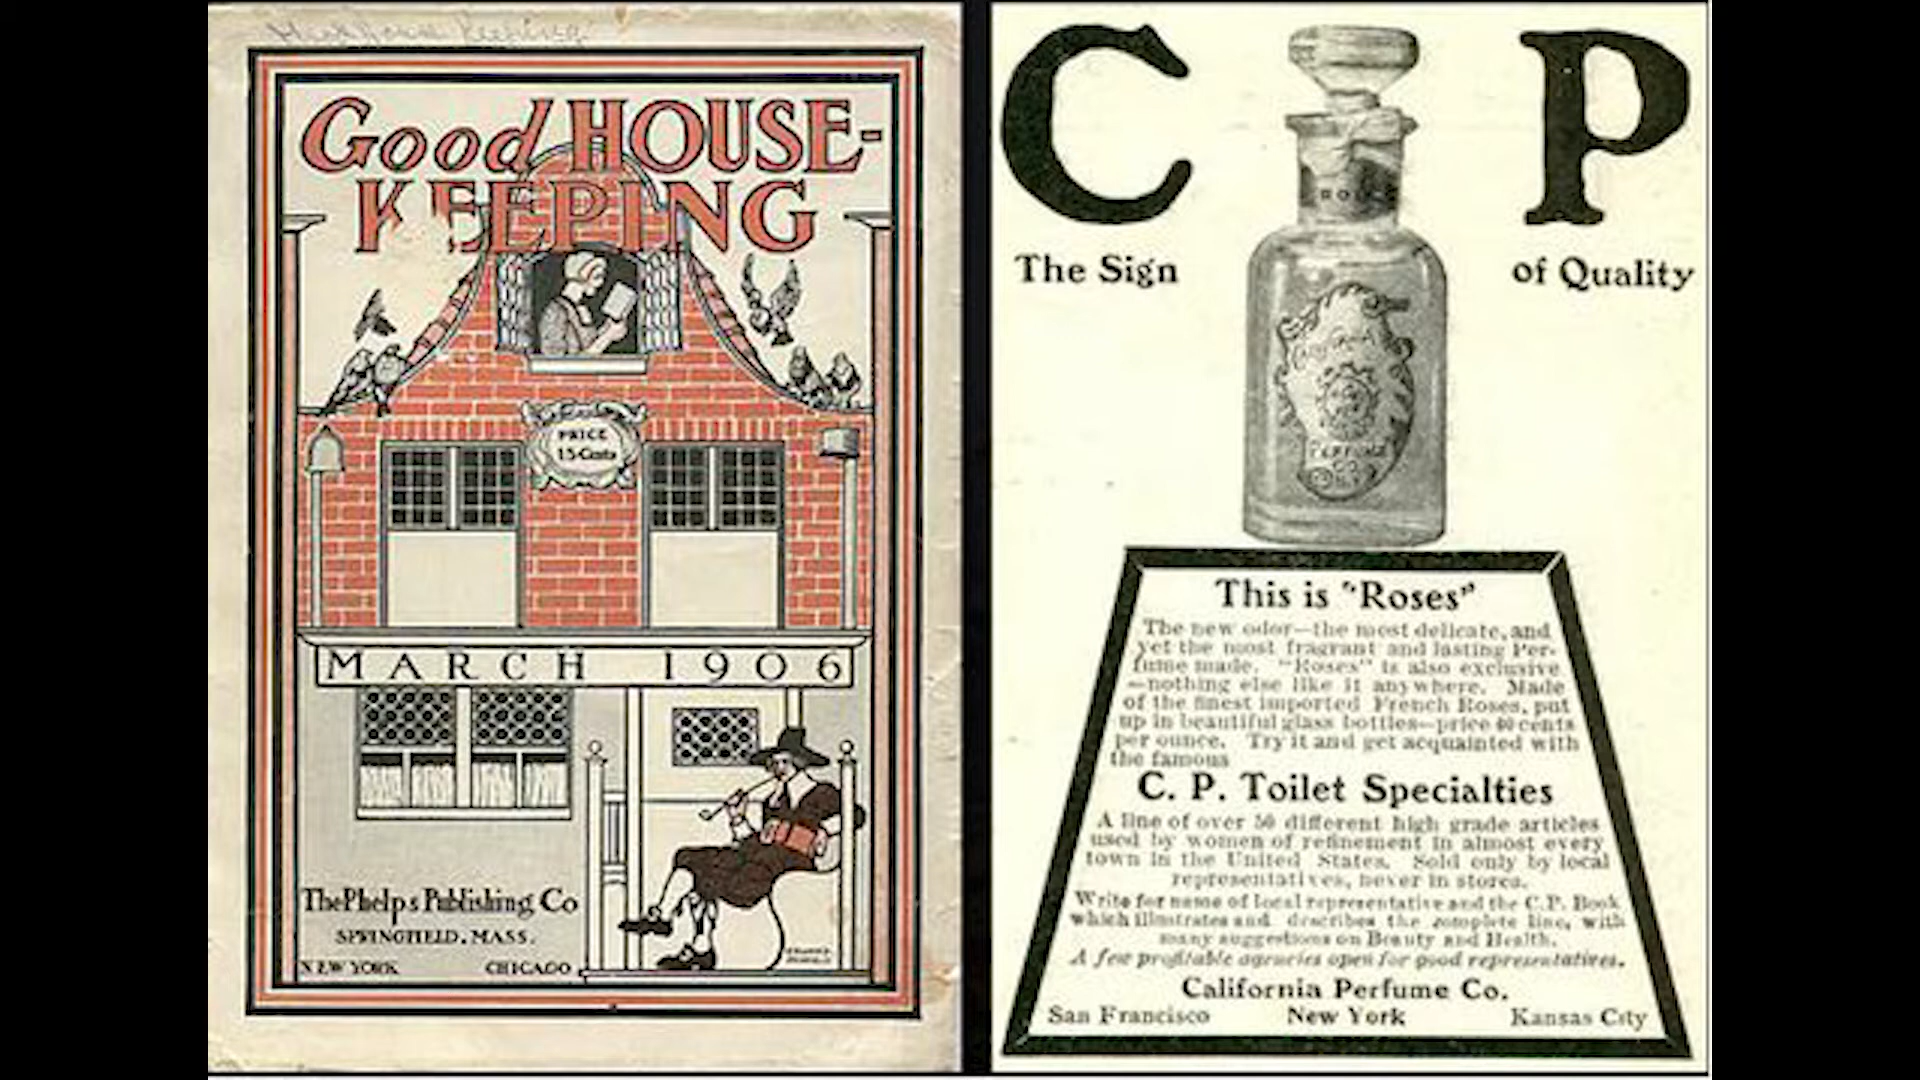 Good Housekeeping
Good HOUSE-
KEEPING
PRICE
15 Cents
MARCH 1906
The Phelps Publishing Co
SPRINGFIELD, MASS.
NEW YORK CHICAGO
C P
The Sign of Quality
PERFUME
CO
This is "Roses"
The new odor—the most delicate, and
yet the most fragrant and lasting Per-
fume made. "Roses" is also exclusive
—nothing else like it anywhere. Made
of the finest imported French Roses, put
up in beautiful glass bottles—price 40 cents
per ounce. Try it and get acquainted with
the famous
C. P. Toilet Specialties
A line of over 50 different high grade articles
used by women of refinement in almost every
town in the United States. Sold only by local
representatives, never in stores.
Write for name of local representative and the C.P. Book
which illustrates and describes the complete line, with
many suggestions on Beauty and Health.
A few profitable agencies open for good representatives.
California Perfume Co.
San Francisco New York Kansas City